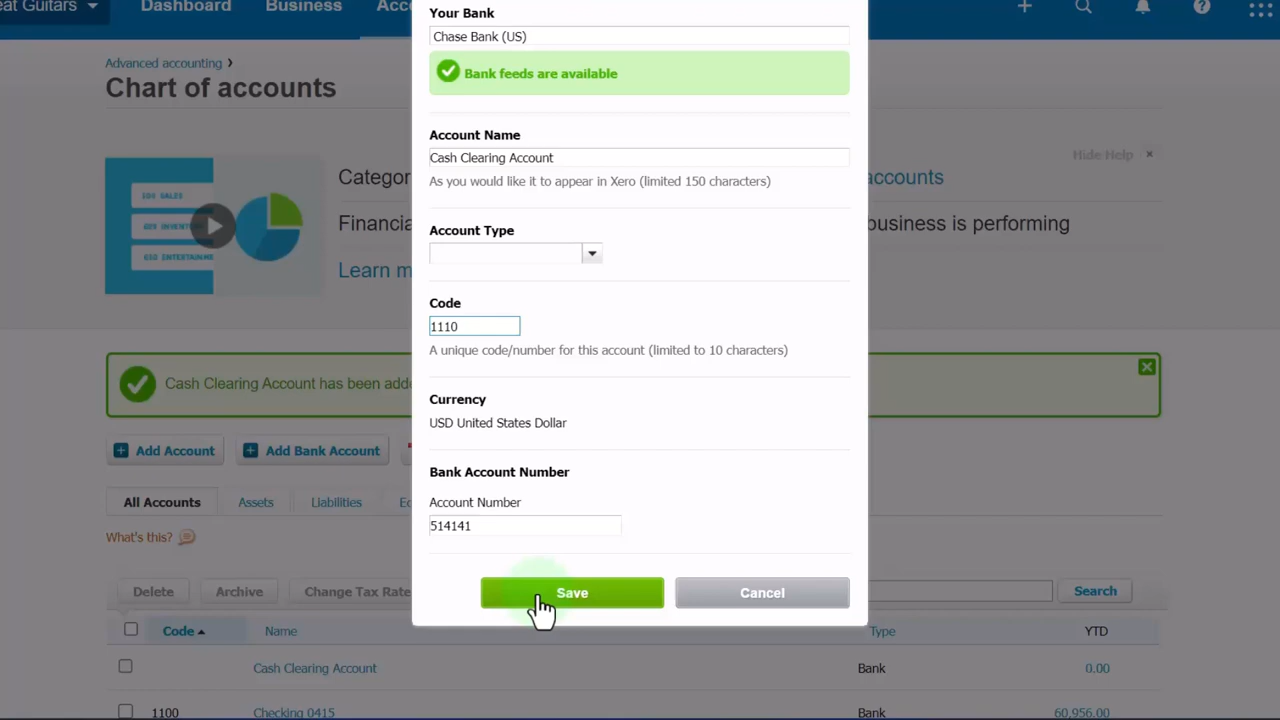 eat Guitars
Dashboard
Business
Acc
Your Bank
Chase Bank (US)
Bank feeds are available
Advanced accounting
Chart of accounts
Account Name
Cash Clearing Account
As you would like it to appear in Xero (limited 150 characters)
Hide Help
Categor
accounts
Financia
business is performing
Learn m
Account Type
Code
1110
A unique code/number for this account (limited to 10 characters)
Cash Clearing Account has been adde
Currency
USD United States Dollar
Add Account
Add Bank Account
Bank Account Number
All Accounts
Assets
Liabilities
Ec
Account Number
514141
What's this?
Delete
Archive
Change Tax Rate
Save
Cancel
Search
Code
Name
Type
YTD
Cash Clearing Account
Bank
0.00
1100
Checking 0415
Bank
60,956.00